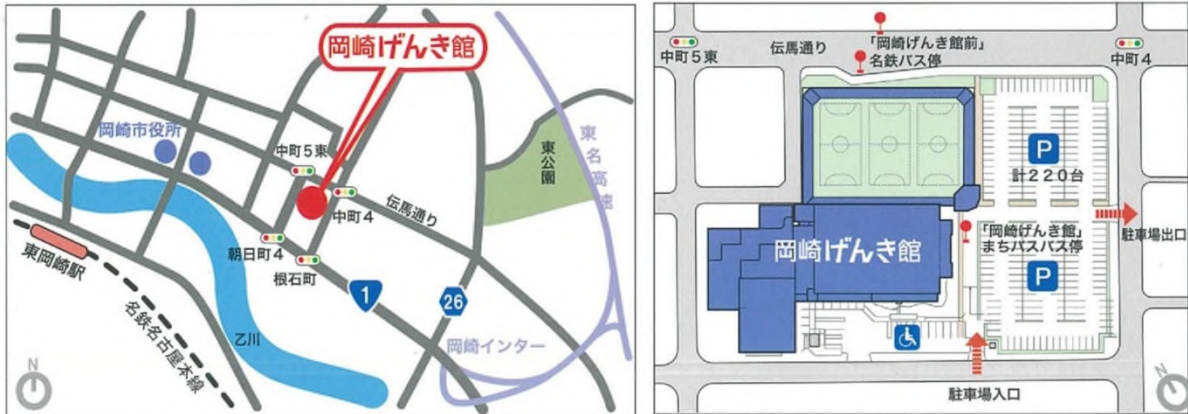 岡崎げんき館
岡崎市役所
中町5東
中町4
伝馬通り
東公園
東名高速
朝日町4
根石町
東岡崎駅
名鉄名古屋本線
乙川
1
26
岡崎インター
N
中町5東
伝馬通り
「岡崎げんき館前」
名鉄バス停
中町4
P
計220台
岡崎げんき館
「岡崎げんき館」
まちバスバス停
駐車場出口
P
駐車場入口
N